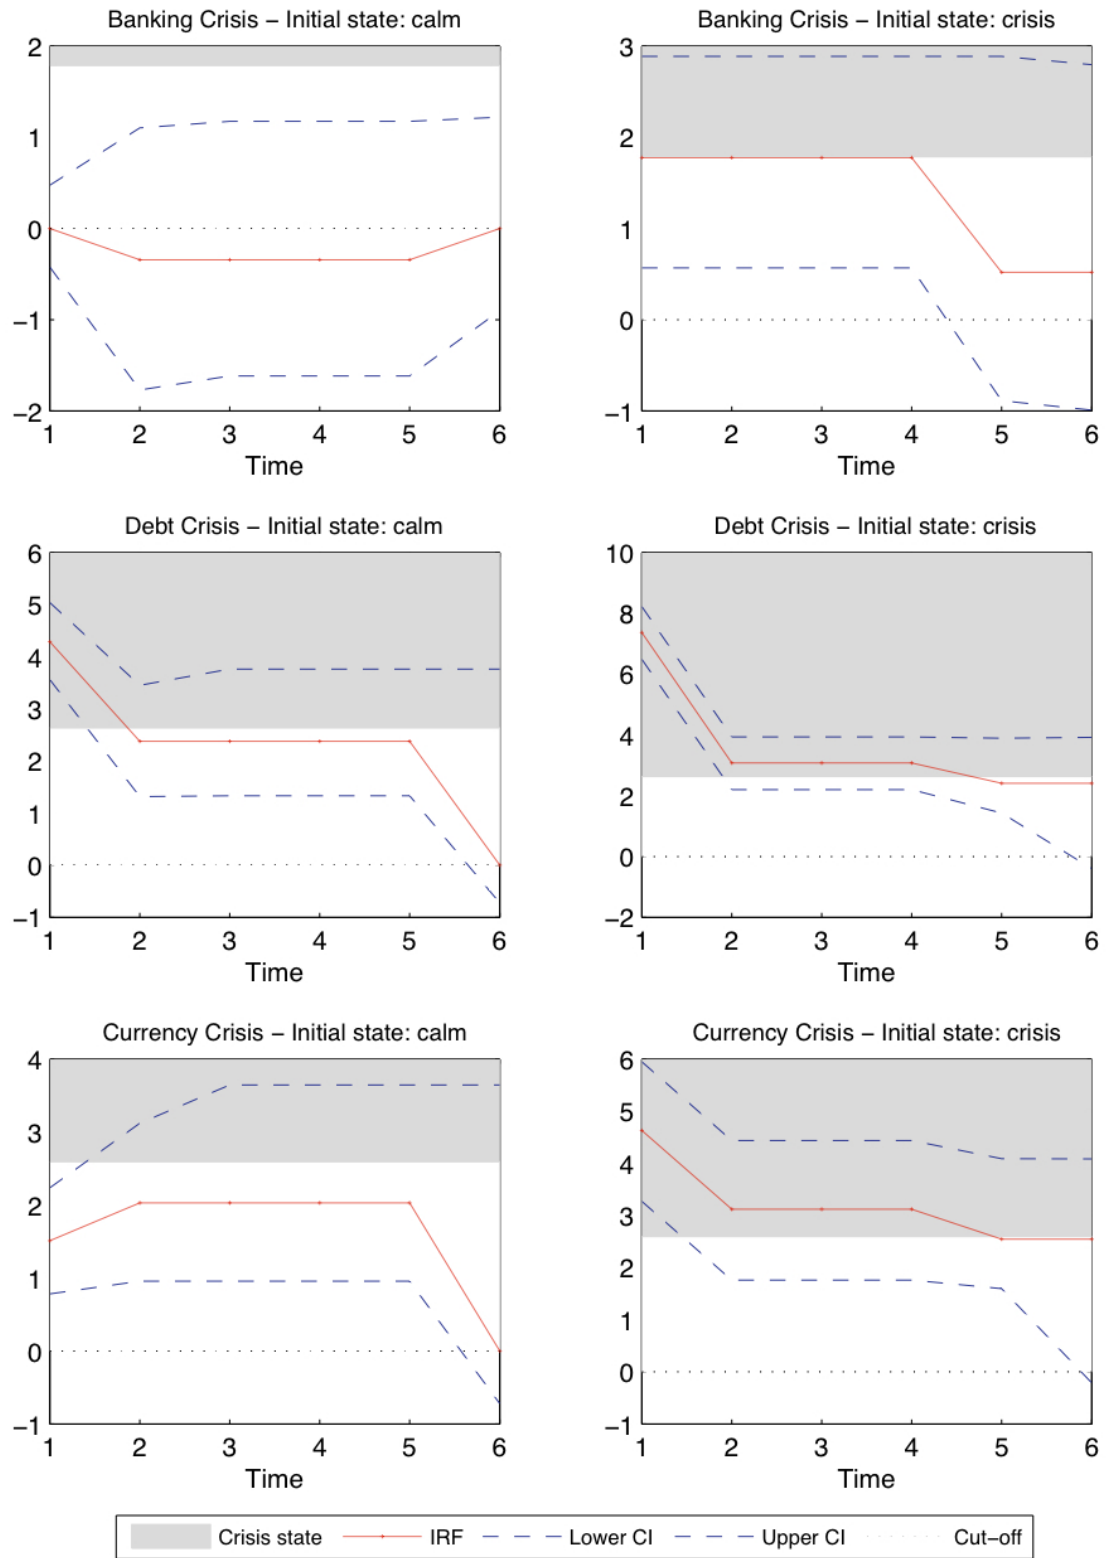 Banking Crisis − Initial state: calm
2
1
0
−1
−2
1 2 3 4 5 6
Time
Banking Crisis − Initial state: crisis
3
2
1
0
−1
1 2 3 4 5 6
Time
Debt Crisis − Initial state: calm
6
5
4
3
2
1
0
−1
1 2 3 4 5 6
Time
Debt Crisis − Initial state: crisis
10
8
6
4
2
0
−2
1 2 3 4 5 6
Time
Currency Crisis − Initial state: calm
4
3
2
1
0
−1
1 2 3 4 5 6
Time
Currency Crisis − Initial state: crisis
6
5
4
3
2
1
0
−1
1 2 3 4 5 6
Time
Crisis state IRF Lower CI Upper CI Cut−off